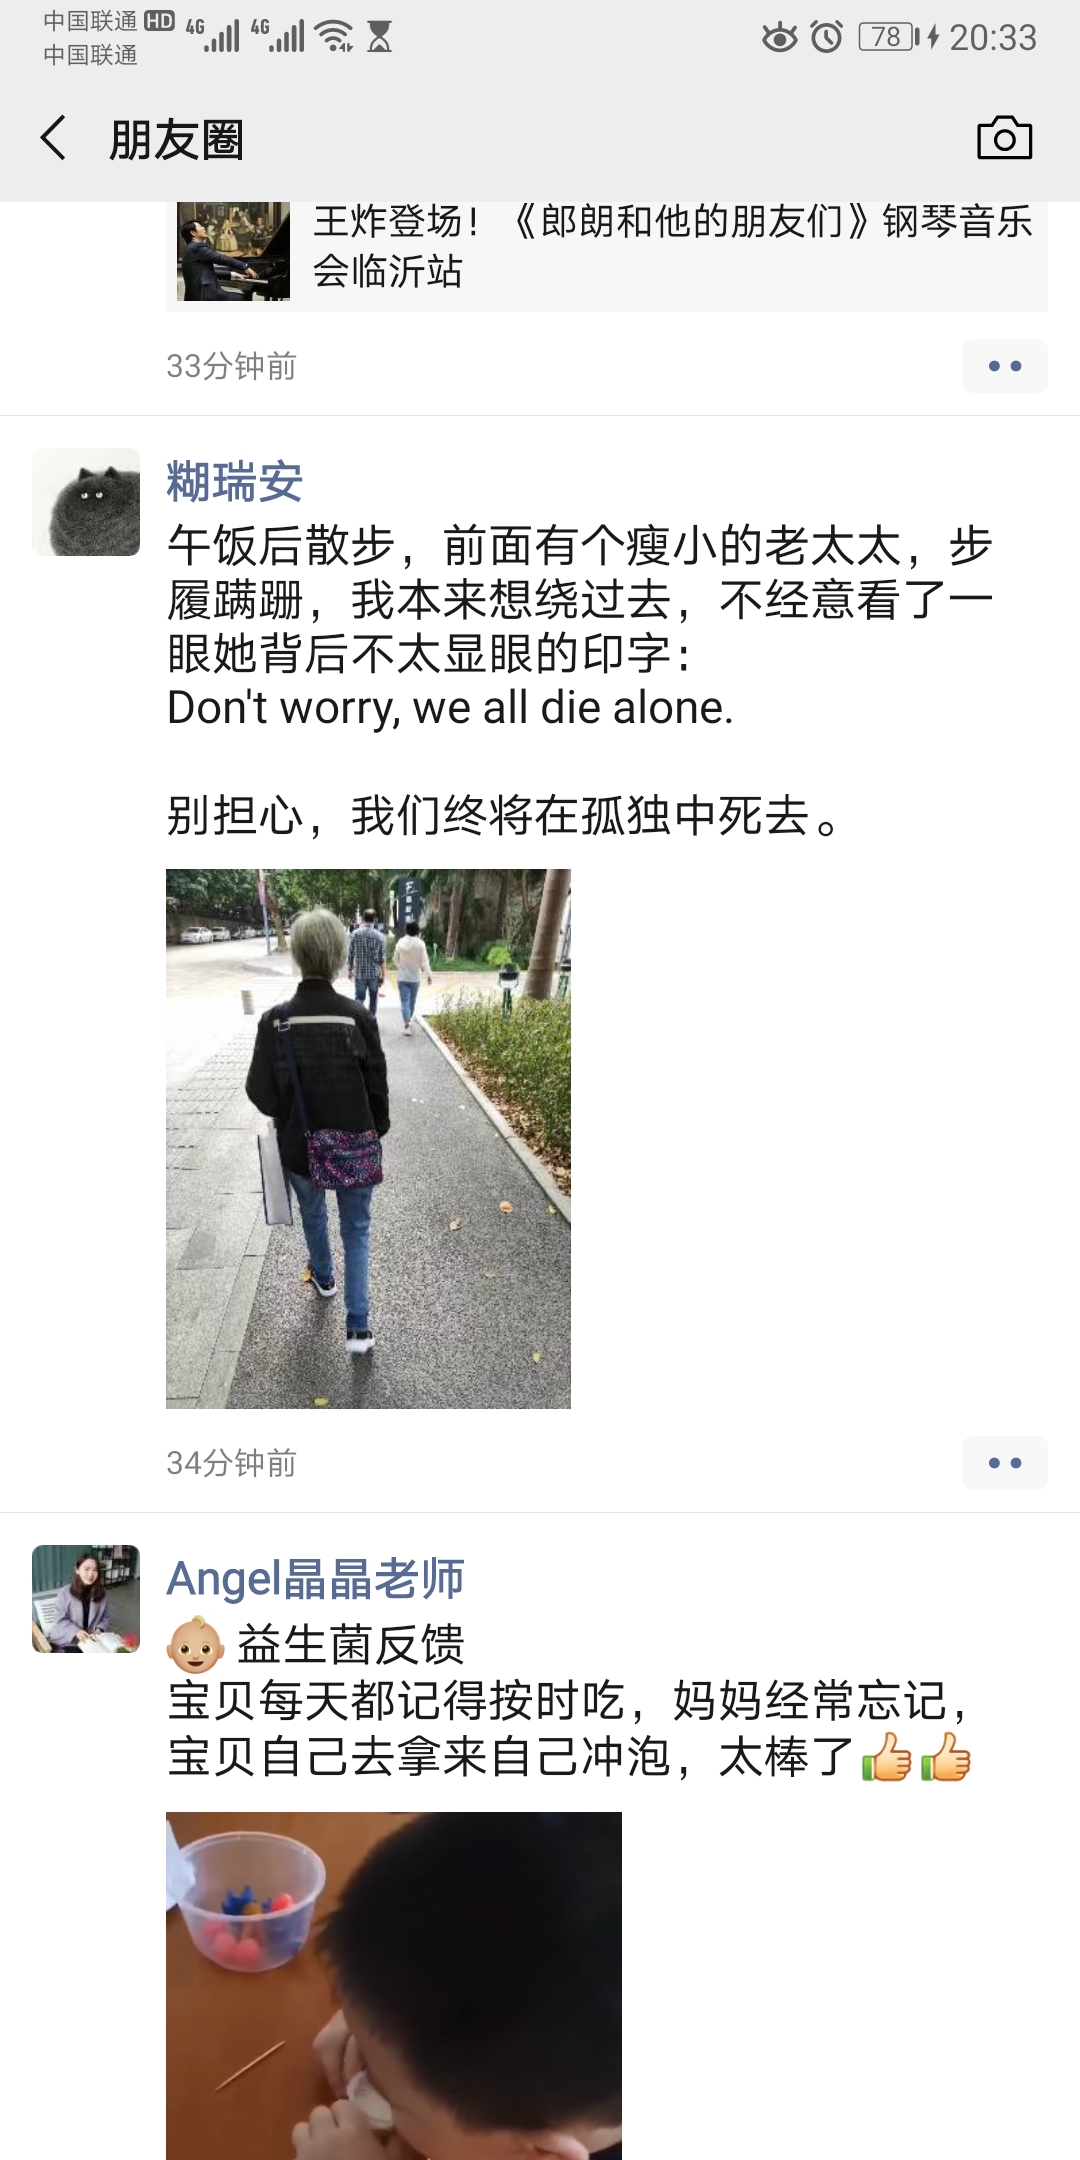 中国联通 HD 4G 4G 78 20:33
中国联通
朋友圈
王炸登场！《郎朗和他的朋友们》钢琴音乐
会临沂站
33分钟前
糊瑞安
午饭后散步，前面有个瘦小的老太太，步
履蹒跚，我本来想绕过去，不经意看了一
眼她背后不太显眼的印字：
Don't worry, we all die alone.
别担心，我们终将在孤独中死去。
34分钟前
Angel晶晶老师
益生菌反馈
宝贝每天都记得按时吃，妈妈经常忘记，
宝贝自己去拿来自己冲泡，太棒了